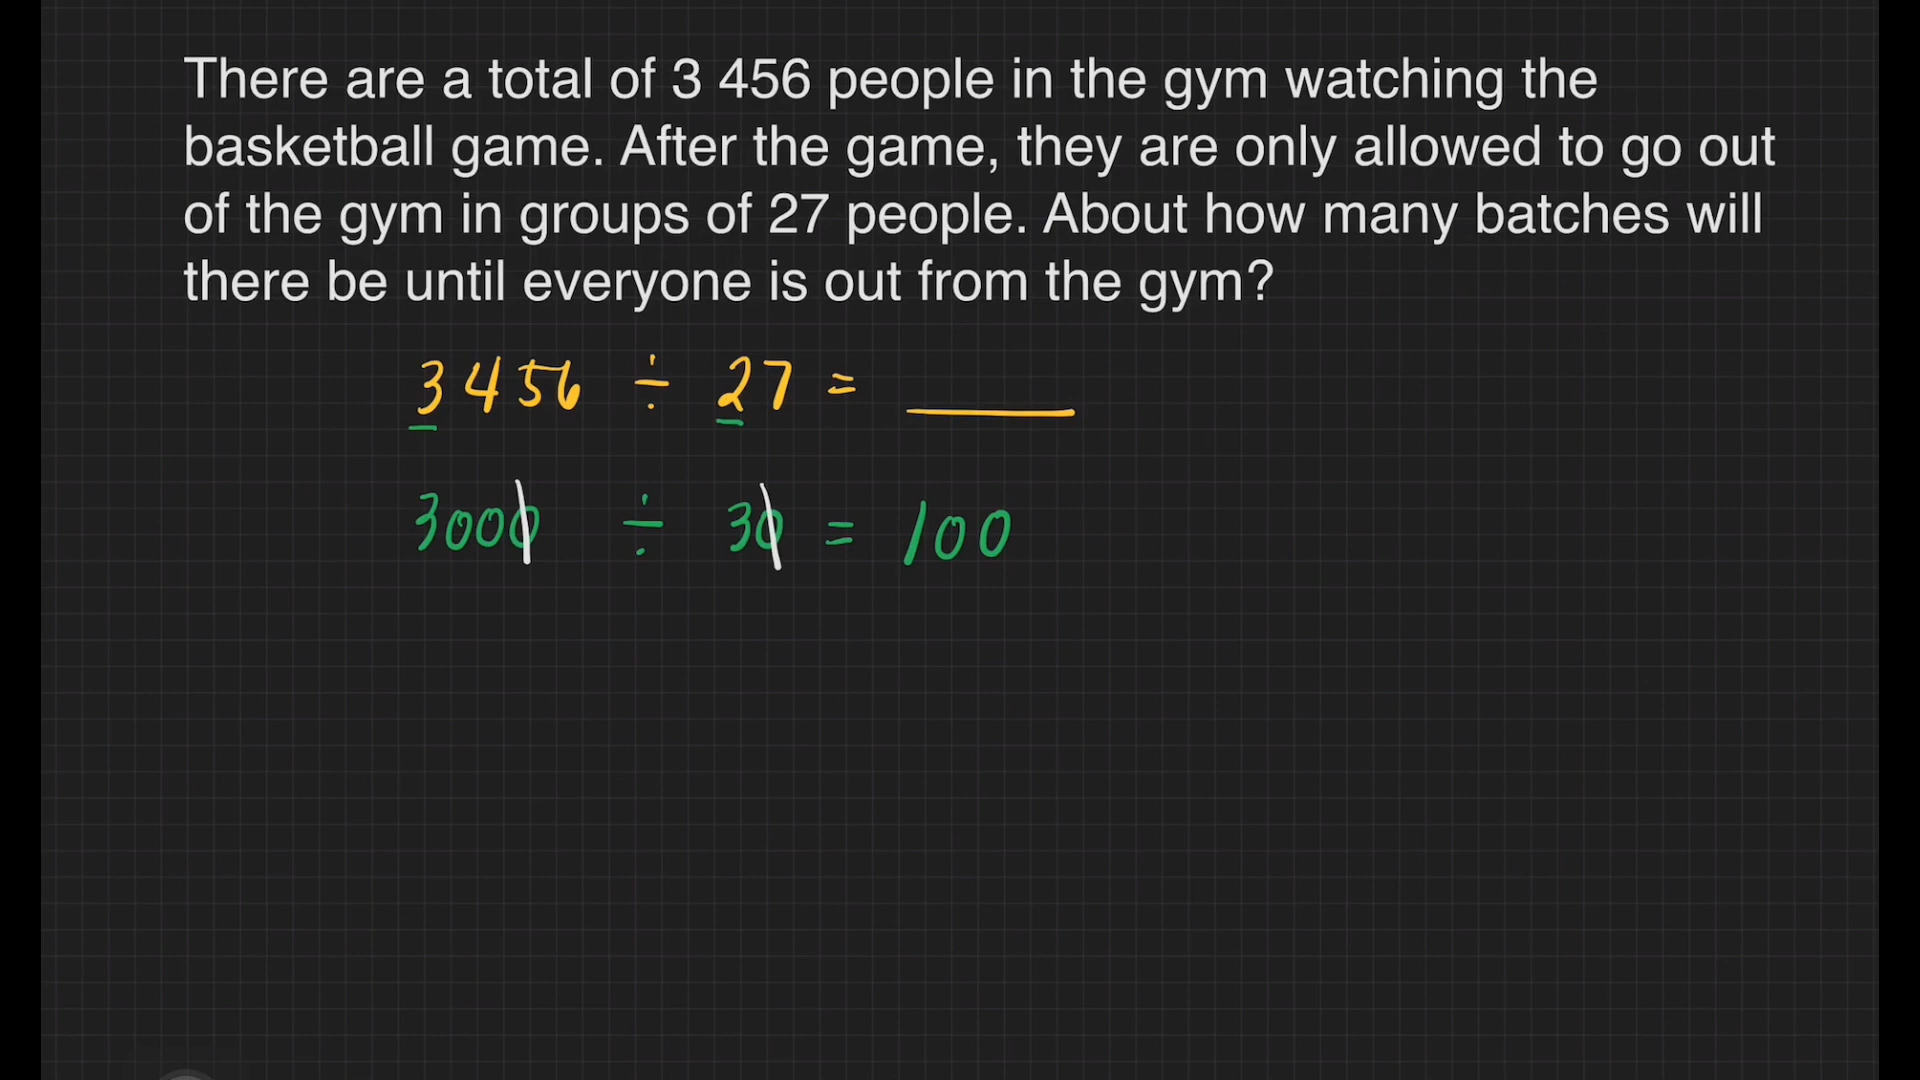 There are a total of 3 456 people in the gym watching the
basketball game. After the game, they are only allowed to go out
of the gym in groups of 27 people. About how many batches will
there be until everyone is out from the gym?
3456 ÷ 27 = ____
3000 ÷ 30 = 100